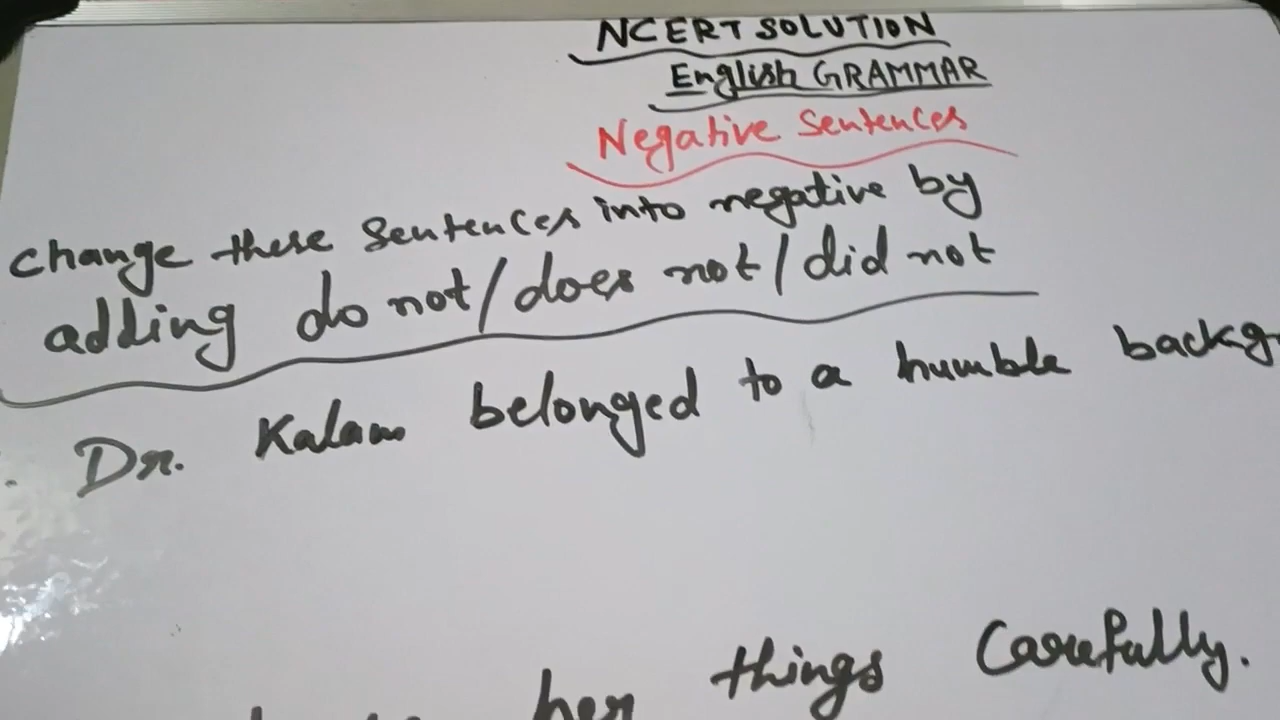 NCERT SOLUTION
English GRAMMAR
Negative Sentences
Change these Sentences into negative by
adding do not/does not/did not
Dr. Kalam belonged to a humble backg
her things Carefully.